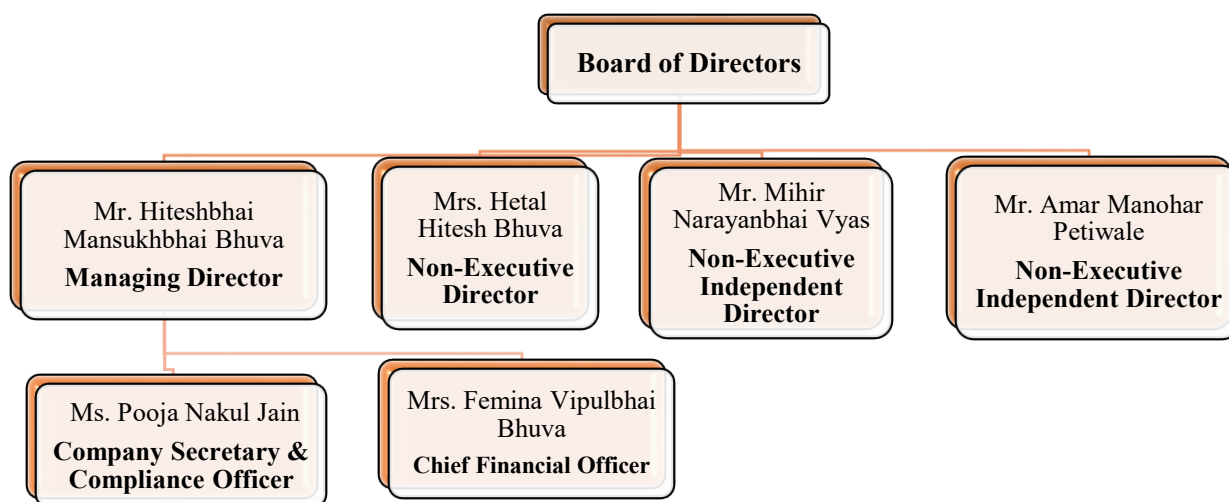 Board of Directors
Mr. Hiteshbhai
Mansukhbhai Bhuva
Managing Director
Mrs. Hetal
Hitesh Bhuva
Non-Executive
Director
Mr. Mihir
Narayanbhai Vyas
Non-Executive
Independent
Director
Mr. Amar Manohar
Petiwale
Non-Executive
Independent Director
Ms. Pooja Nakul Jain
Company Secretary &
Compliance Officer
Mrs. Femina Vipulbhai
Bhuva
Chief Financial Officer